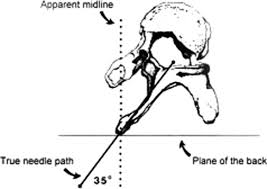 Apparent midline
True needle path
35°
Plane of the back